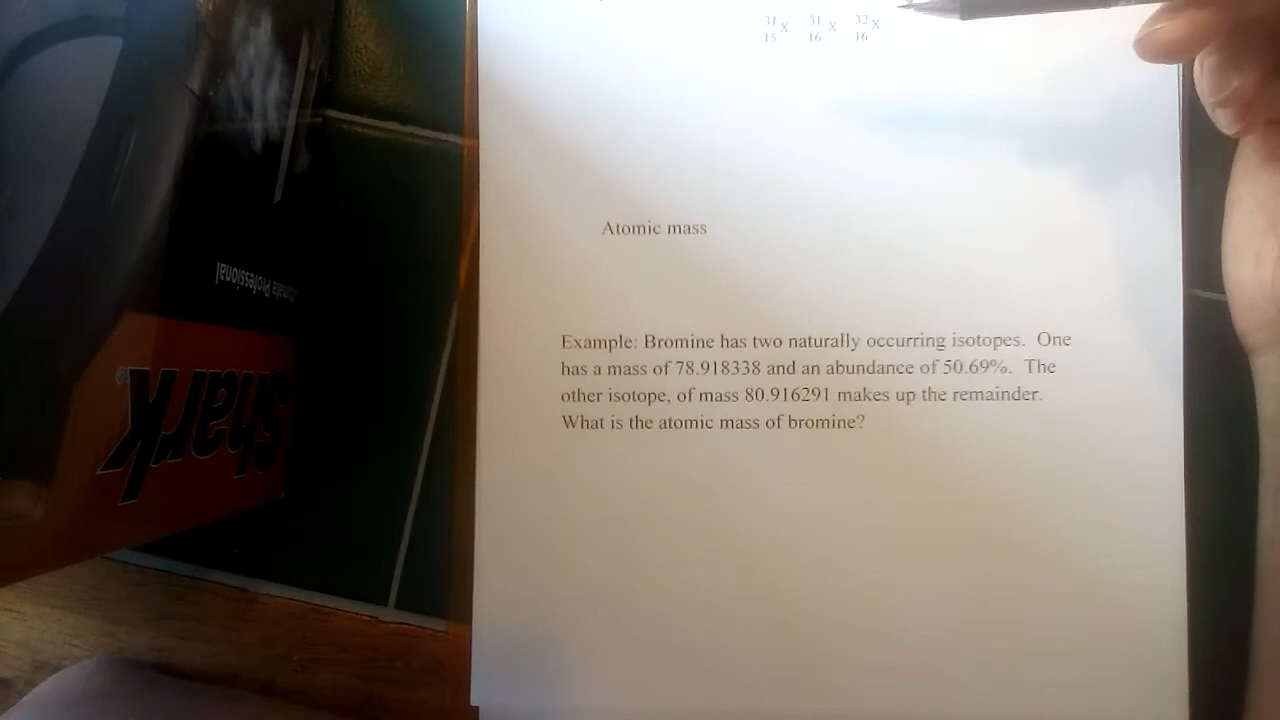 31 X 31 X 32 X
15 16 16
Atomic mass
Example: Bromine has two naturally occurring isotopes. One
has a mass of 78.918338 and an abundance of 50.69%. The
other isotope, of mass 80.916291 makes up the remainder.
What is the atomic mass of bromine?
Professional
Shark®